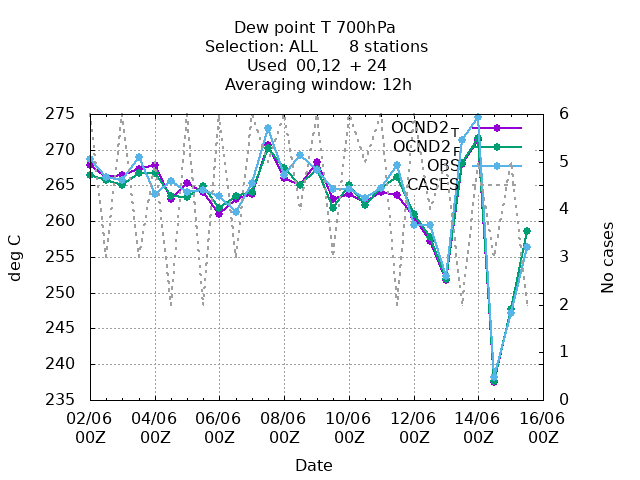 Dew point T 700hPa
Selection: ALL 8 stations
Used 00,12 + 24
Averaging window: 12h
275
270
265
260
255
250
245
240
235
deg C
6
5
4
3
2
1
0
No cases
OCND2T
OCND2F
OBS
CASES
02/06 04/06 06/06 08/06 10/06 12/06 14/06 16/06
00Z 00Z 00Z 00Z 00Z 00Z 00Z 00Z
Date